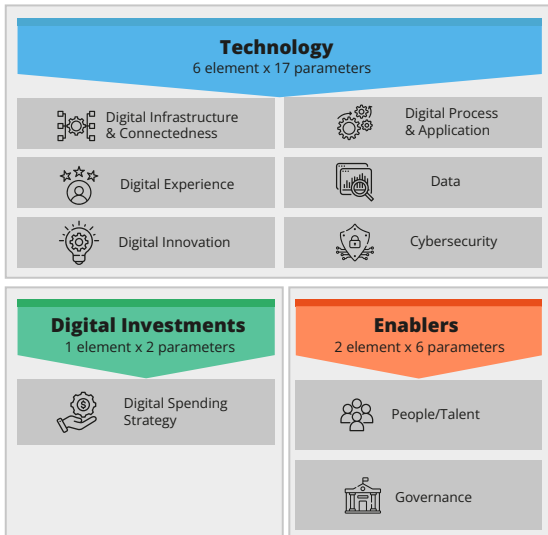 Technology
6 element x 17 parameters
Digital Infrastructure
& Connectedness
Digital Process
& Application
Digital Experience
Data
Digital Innovation
Cybersecurity
Digital Investments
1 element x 2 parameters
Digital Spending
Strategy
Enablers
2 element x 6 parameters
People/Talent
Governance